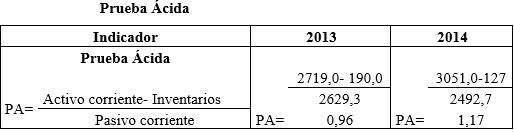 Prueba Ácida
Indicador 2013 2014
Prueba Ácida
2719,0- 190,0 3051,0-127
Activo corriente- Inventarios 2629,3 2492,7
PA=
Pasivo corriente PA= 0,96 PA= 1,17